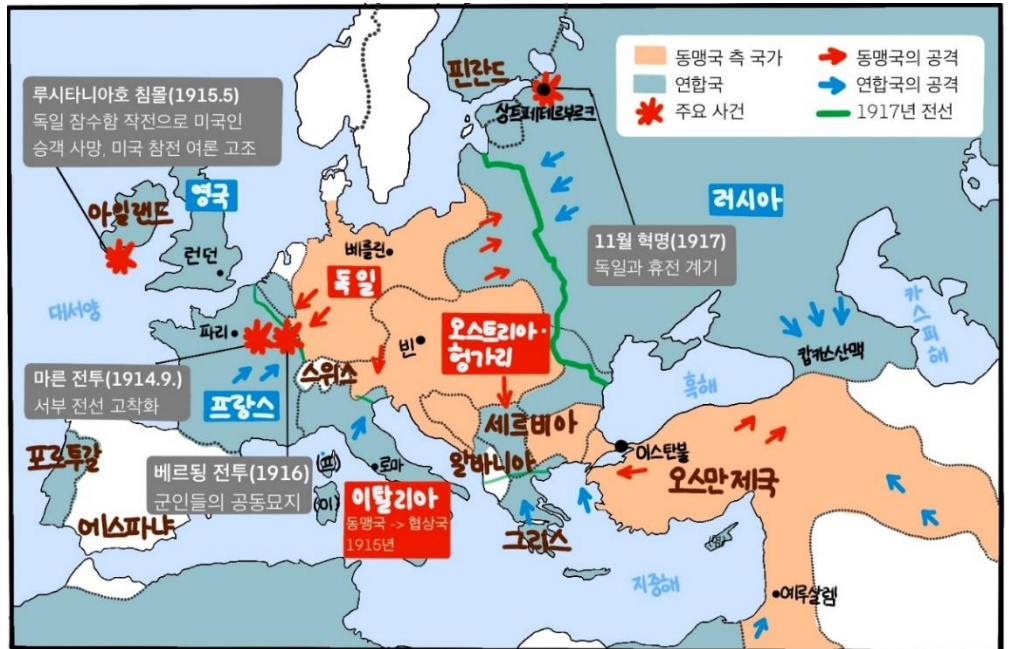 동맹국 측 국가
연합국
주요 사건
동맹국의 공격
연합국의 공격
1917년 전선
루시타니아호 침몰(1915.5)
독일 잠수함 작전으로 미국인
승객 사망, 미국 참전 여론 고조
핀란드
상트페테르부르크
영국
아일랜드
런던
러시아
11월 혁명(1917)
독일과 휴전 계기
베를린
독일
대서양
파리
빈
오스트리아·
헝가리
카스피해
캅카스산맥
스위스
흑해
마른 전투(1914.9.)
서부 전선 고착화
프랑스
세르비아
포르투갈
알바니아
이스탄불
오스만 제국
베르됭 전투(1916)
군인들의 공동묘지
(프)
로마
(이)
이탈리아
동맹국 -> 협상국
1915년
에스파냐
그리스
(영)
지중해
예루살렘